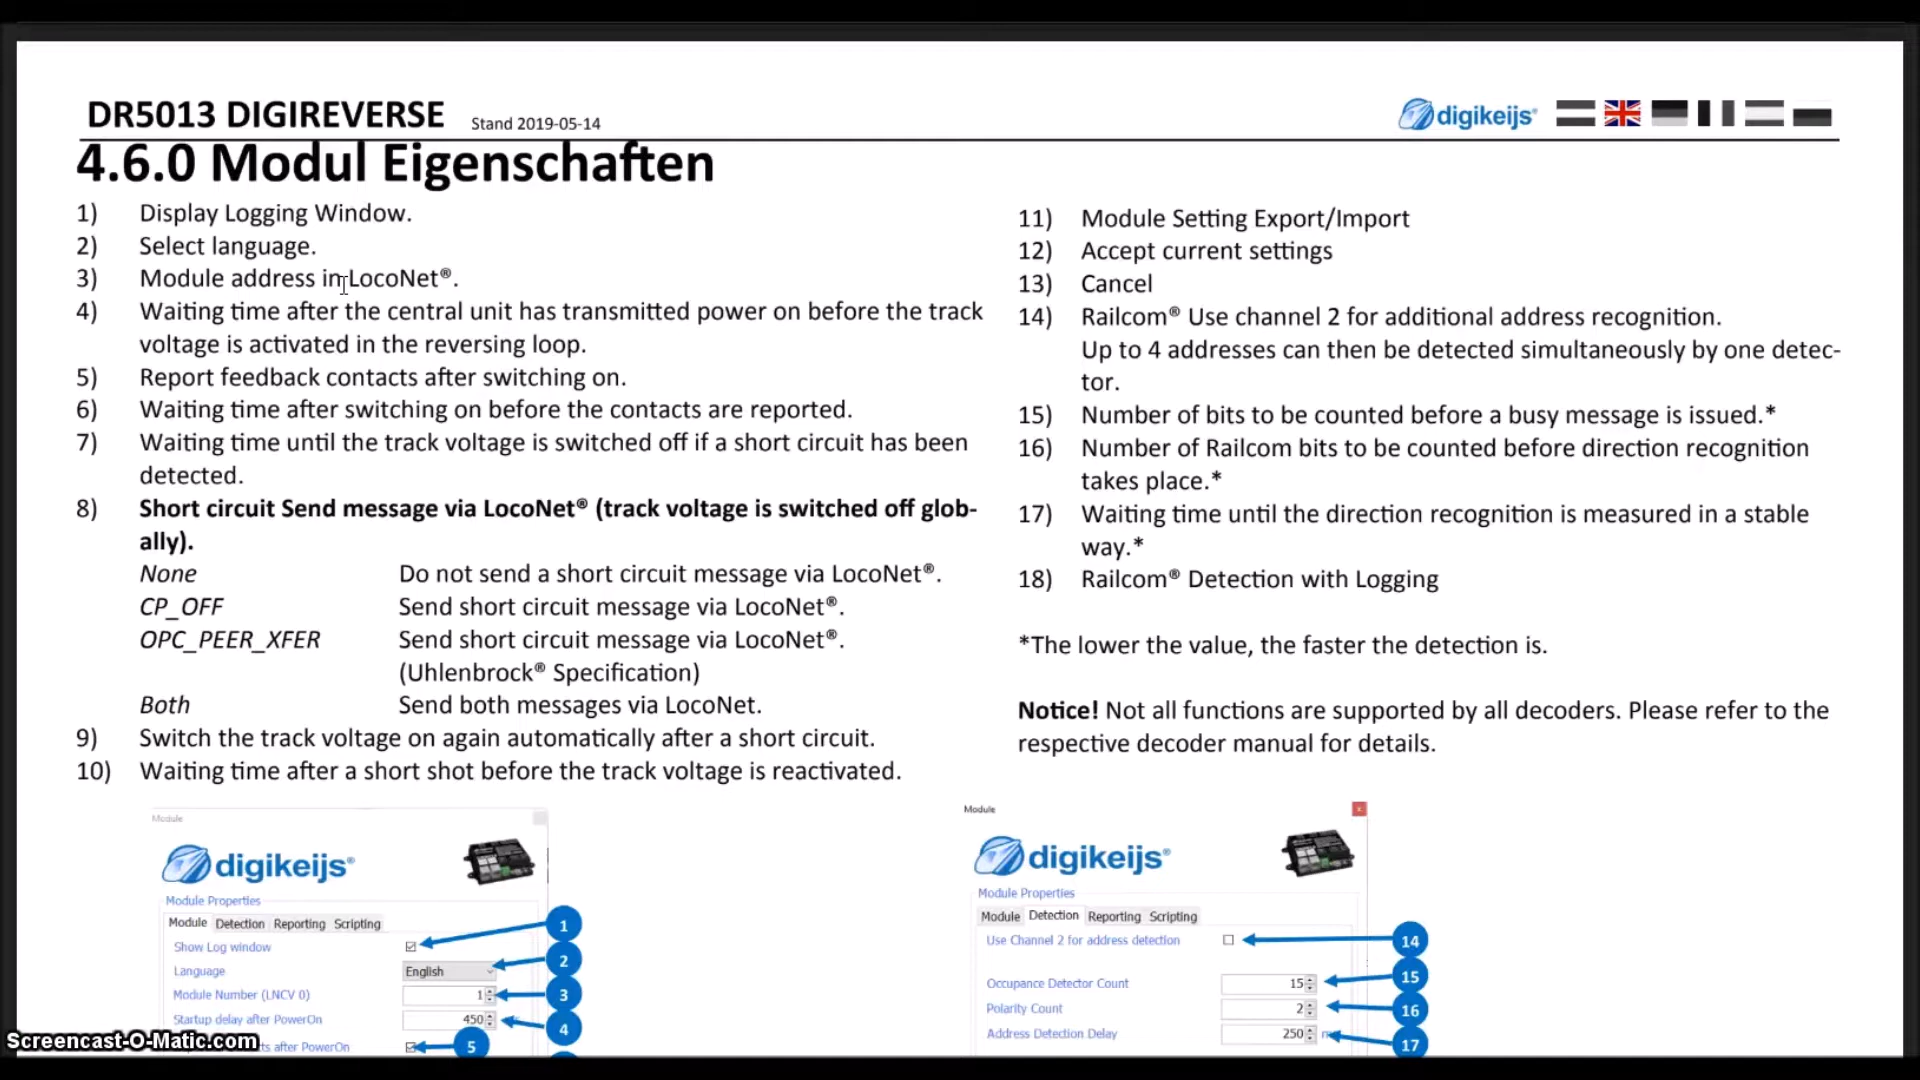 DR5013 DIGIREVERSE Stand 2019-05-14
digikeijs®
4.6.0 Modul Eigenschaften
1) Display Logging Window.
2) Select language.
3) Module address in LocoNet®.
4) Waiting time after the central unit has transmitted power on before the track
voltage is activated in the reversing loop.
5) Report feedback contacts after switching on.
6) Waiting time after switching on before the contacts are reported.
7) Waiting time until the track voltage is switched off if a short circuit has been
detected.
8) Short circuit Send message via LocoNet® (track voltage is switched off glob-
ally).
None Do not send a short circuit message via LocoNet®.
CP_OFF Send short circuit message via LocoNet®.
OPC_PEER_XFER Send short circuit message via LocoNet®.
(Uhlenbrock® Specification)
Both Send both messages via LocoNet.
9) Switch the track voltage on again automatically after a short circuit.
10) Waiting time after a short shot before the track voltage is reactivated.
11) Module Setting Export/Import
12) Accept current settings
13) Cancel
14) Railcom® Use channel 2 for additional address recognition.
Up to 4 addresses can then be detected simultaneously by one detec-
tor.
15) Number of bits to be counted before a busy message is issued.*
16) Number of Railcom bits to be counted before direction recognition
takes place.*
17) Waiting time until the direction recognition is measured in a stable
way.*
18) Railcom® Detection with Logging
*The lower the value, the faster the detection is.
Notice! Not all functions are supported by all decoders. Please refer to the
respective decoder manual for details.
Module
digikeijs®
Module Properties
Module Detection Reporting Scripting
Show Log window 1
Language English 2
Module Number (LNCV 0) 1 3
Startup delay after PowerOn 450 4
after PowerOn 5
Module
x
digikeijs®
Module Properties
Module Detection Reporting Scripting
Use Channel 2 for address detection 14
Occupance Detector Count 15 15
Polarity Count 2 16
Address Detection Delay 250 17
Screencast-O-Matic.com